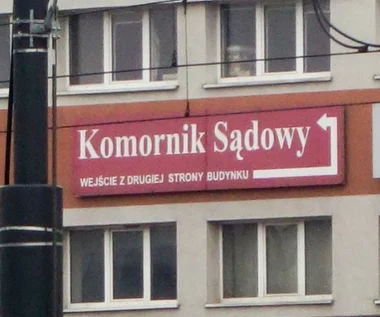 Komornik Sądowy
WEJŚCIE Z DRUGIEJ STRONY BUDYNKU